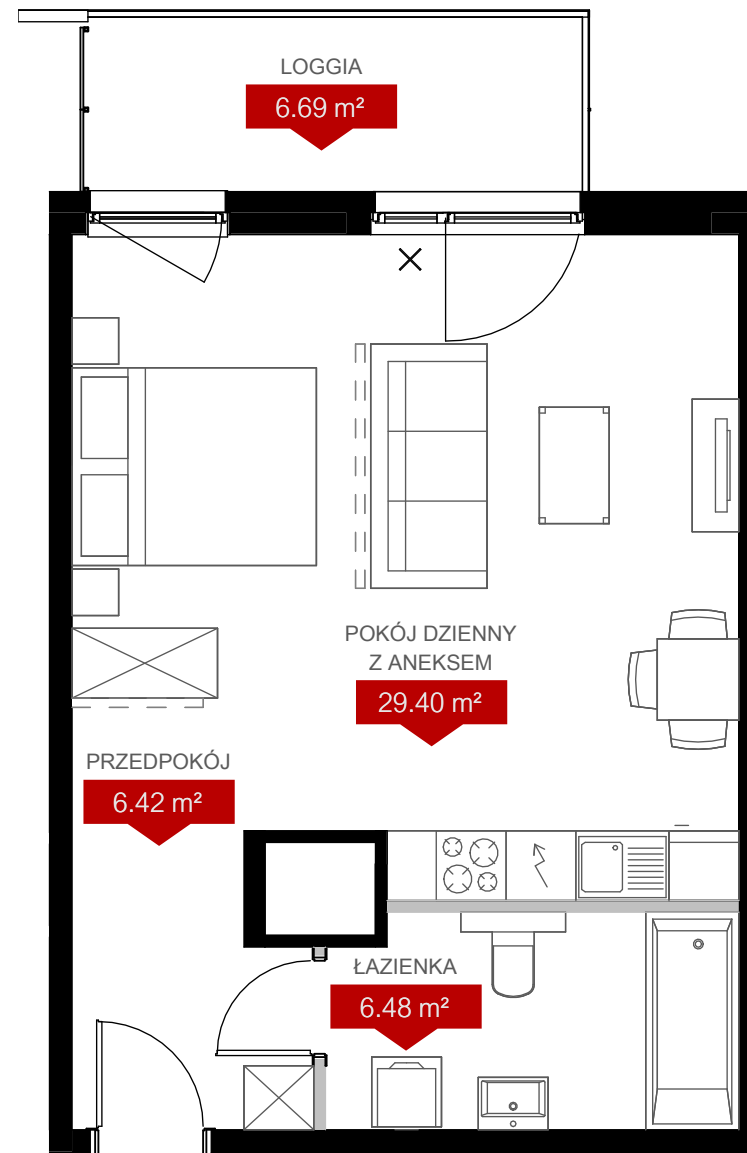 LOGGIA
6.69 m²
POKÓJ DZIENNY
Z ANEKSEM
29.40 m²
PRZEDPOKÓJ
6.42 m²
ŁAZIENKA
6.48 m²